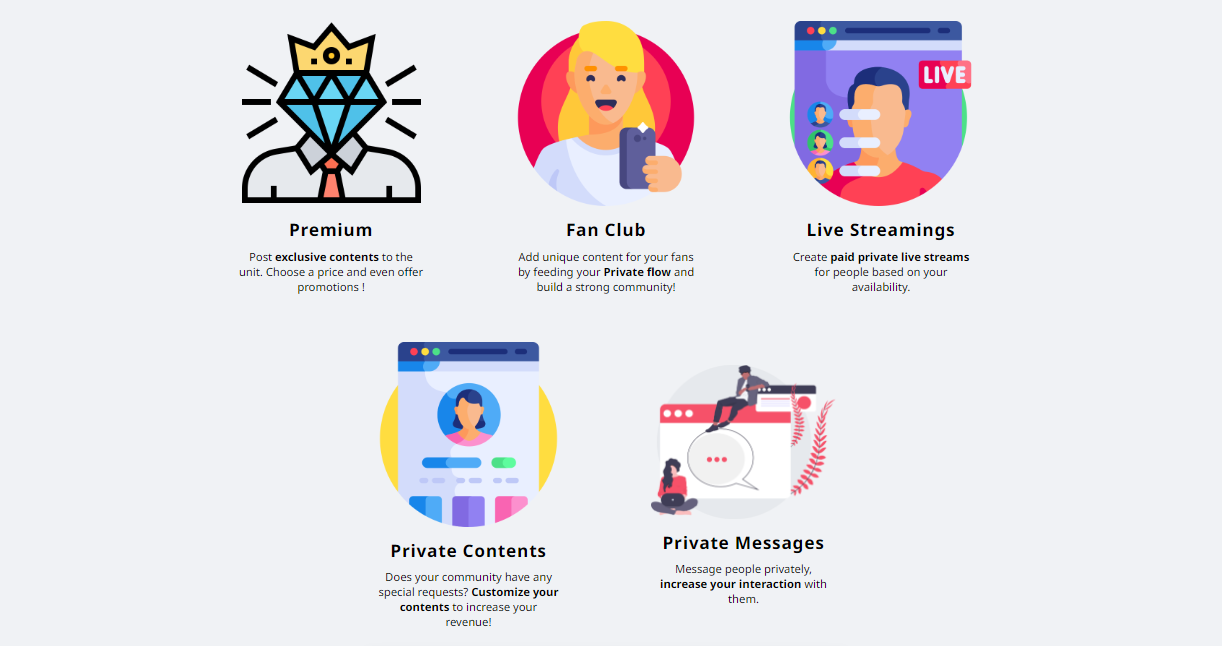 LIVE
Premium
Post exclusive contents to the
unit. Choose a price and even offer
promotions !
Fan Club
Add unique content for your fans
by feeding your Private flow and
build a strong community!
Live Streamings
Create paid private live streams
for people based on your
availability.
Private Contents
Does your community have any
special requests? Customize your
contents to increase your
revenue!
Private Messages
Message people privately,
increase your interaction with
them.